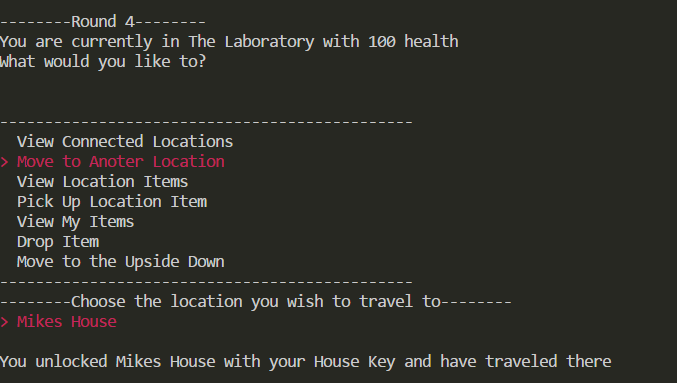 --------Round 4--------
You are currently in The Laboratory with 100 health
What would you like to?
----------------------------------------------
View Connected Locations
> Move to Anoter Location
View Location Items
Pick Up Location Item
View My Items
Drop Item
Move to the Upside Down
----------------------------------------------
--------Choose the location you wish to travel to--------
> Mikes House
You unlocked Mikes House with your House Key and have traveled there